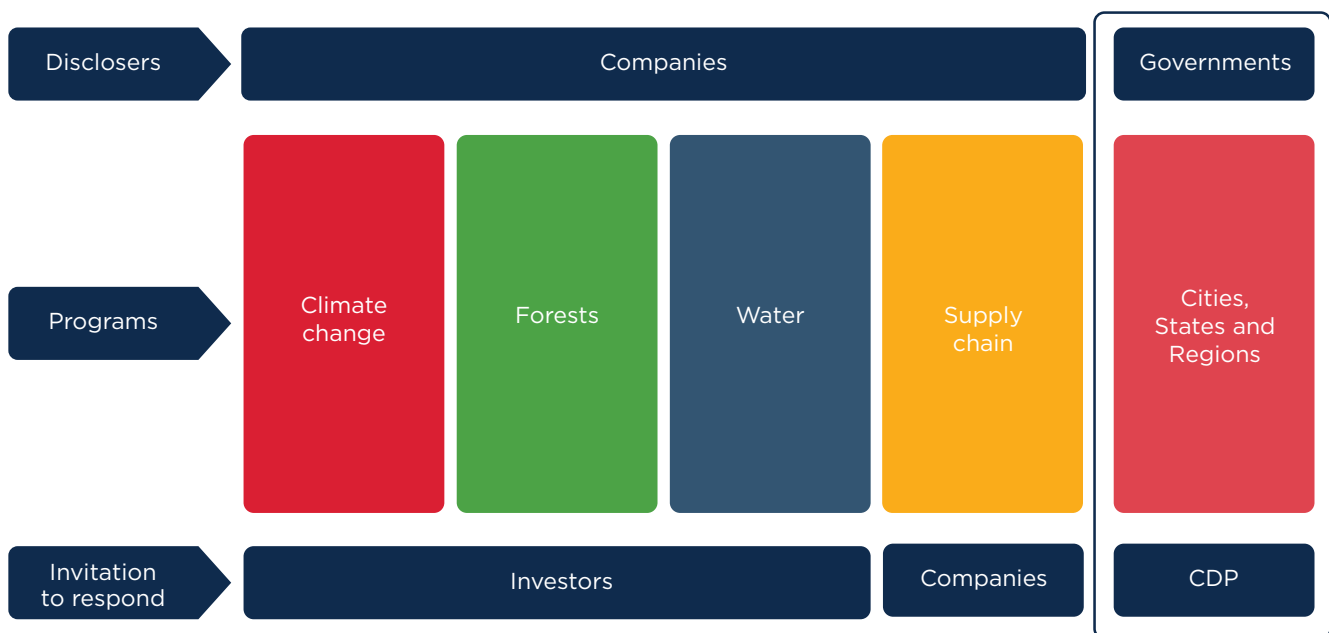 Disclosers
Companies
Governments
Programs
Climate
change
Forests
Water
Supply
chain
Cities,
States and
Regions
Invitation
to respond
Investors
Companies
CDP